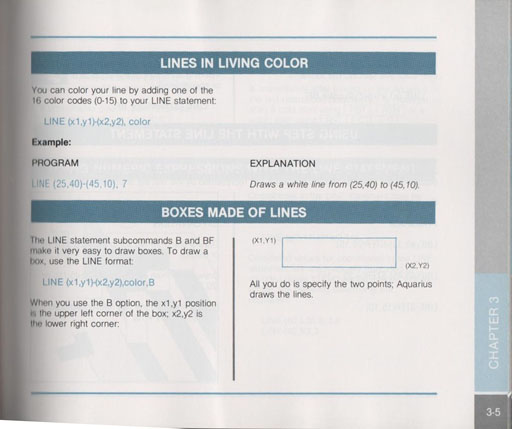 LINES IN LIVING COLOR
You can color your line by adding one of the
16 color codes (0-15) to your LINE statement:
LINE (x1,y1)-(x2,y2), color
Example:
PROGRAM
LINE (25,40)-(45,10), 7
EXPLANATION
Draws a white line from (25,40) to (45,10).
BOXES MADE OF LINES
The LINE statement subcommands B and BF
make it very easy to draw boxes. To draw a
box, use the LINE format:
LINE (x1,y1)-(x2,y2),color,B
When you use the B option, the x1,y1 position
is the upper left corner of the box; x2,y2 is
the lower right corner:
(X1,Y1)
(X2,Y2)
All you do is specify the two points; Aquarius
draws the lines.
CHAPTER 3
3-5